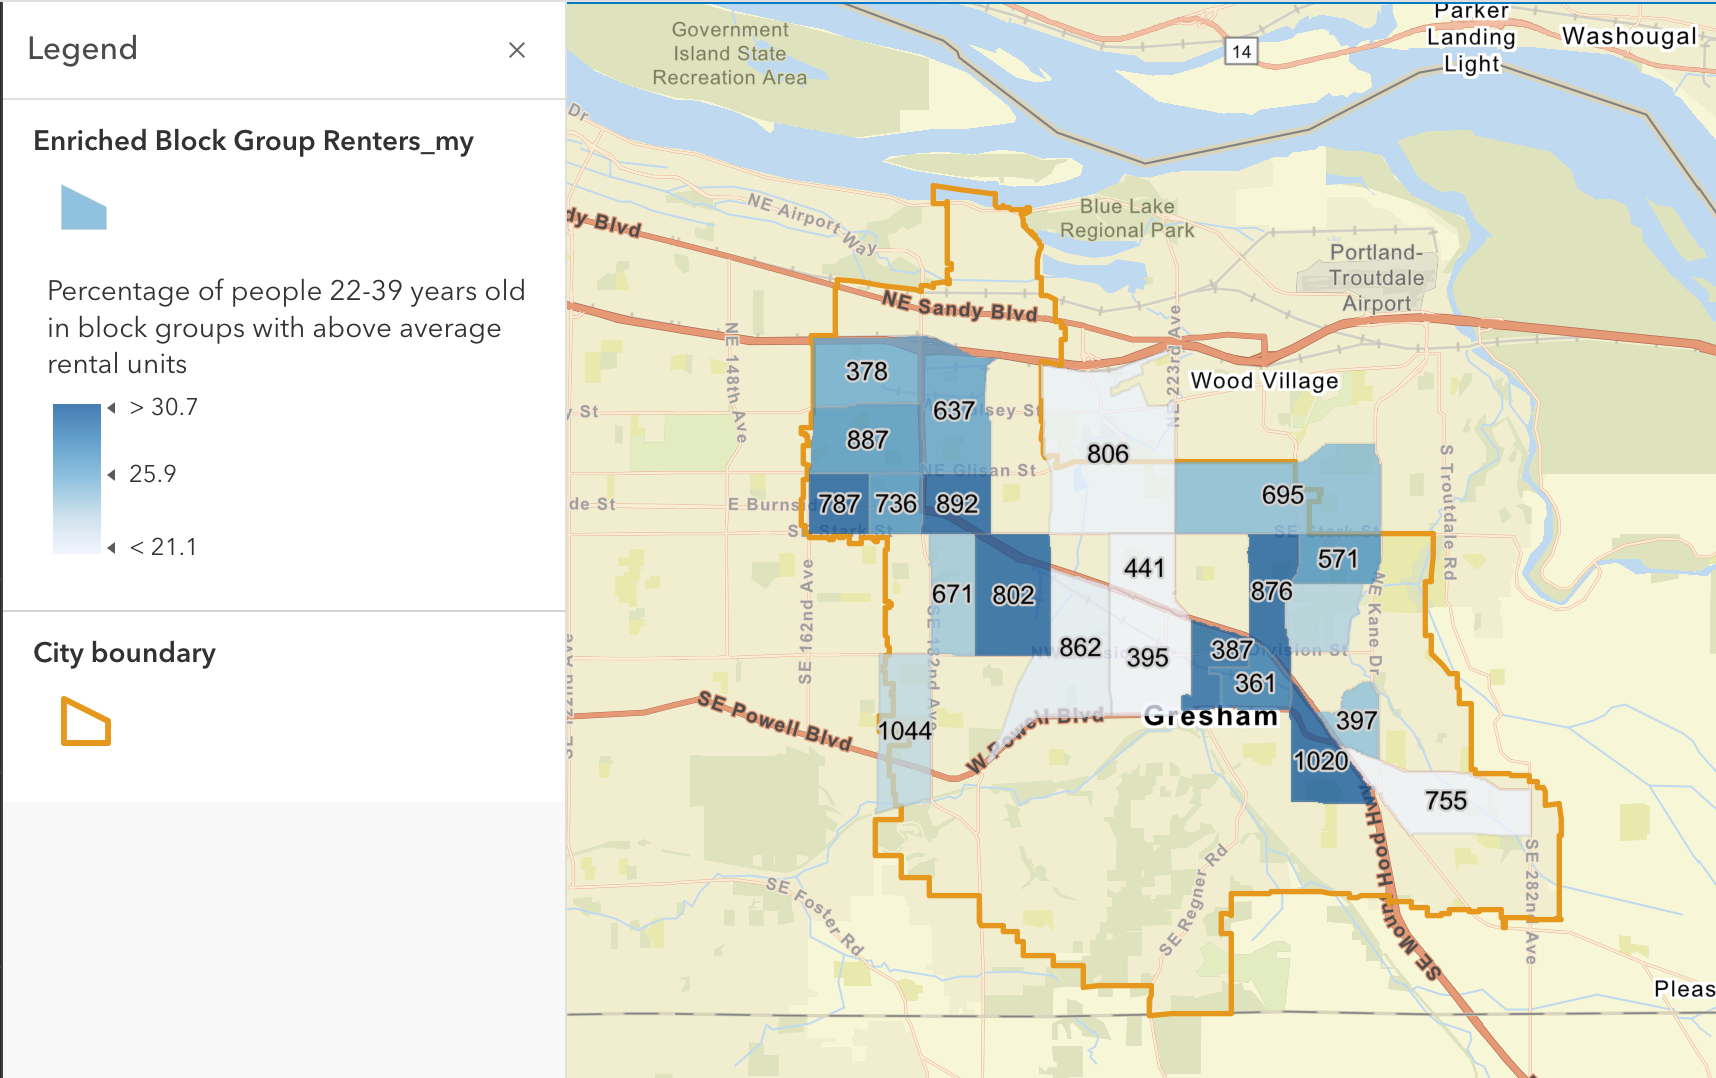 Legend
Enriched Block Group Renters_my
Percentage of people 22-39 years old
in block groups with above average
rental units
> 30.7
25.9
< 21.1
City boundary
Government
Island State
Recreation Area
14
Parker
Landing
Light
Washougal
Dr
NE Airport Way
dy Blvd
Blue Lake
Regional Park
Portland-
Troutdale
Airport
NE Sandy Blvd
NE 148th Ave
NE 223rd Ave
Wood Village
378
637
lsey St
y St
887
806
NE Glisan St
S Troutdale Rd
695
de St
E Burnsid
787
736
892
SE Stark St
SE Stark St
571
441
876
671
802
SE 162nd Ave
SE 182nd Ave
NE Kane Dr
862
395
387
Division St
361
SE Powell Blvd
W Powell Blvd
Gresham
397
1044
1020
755
SE Foster Rd
SE Regner Rd
SE Mount Hood Hwy
SE 282nd Ave
Pleas